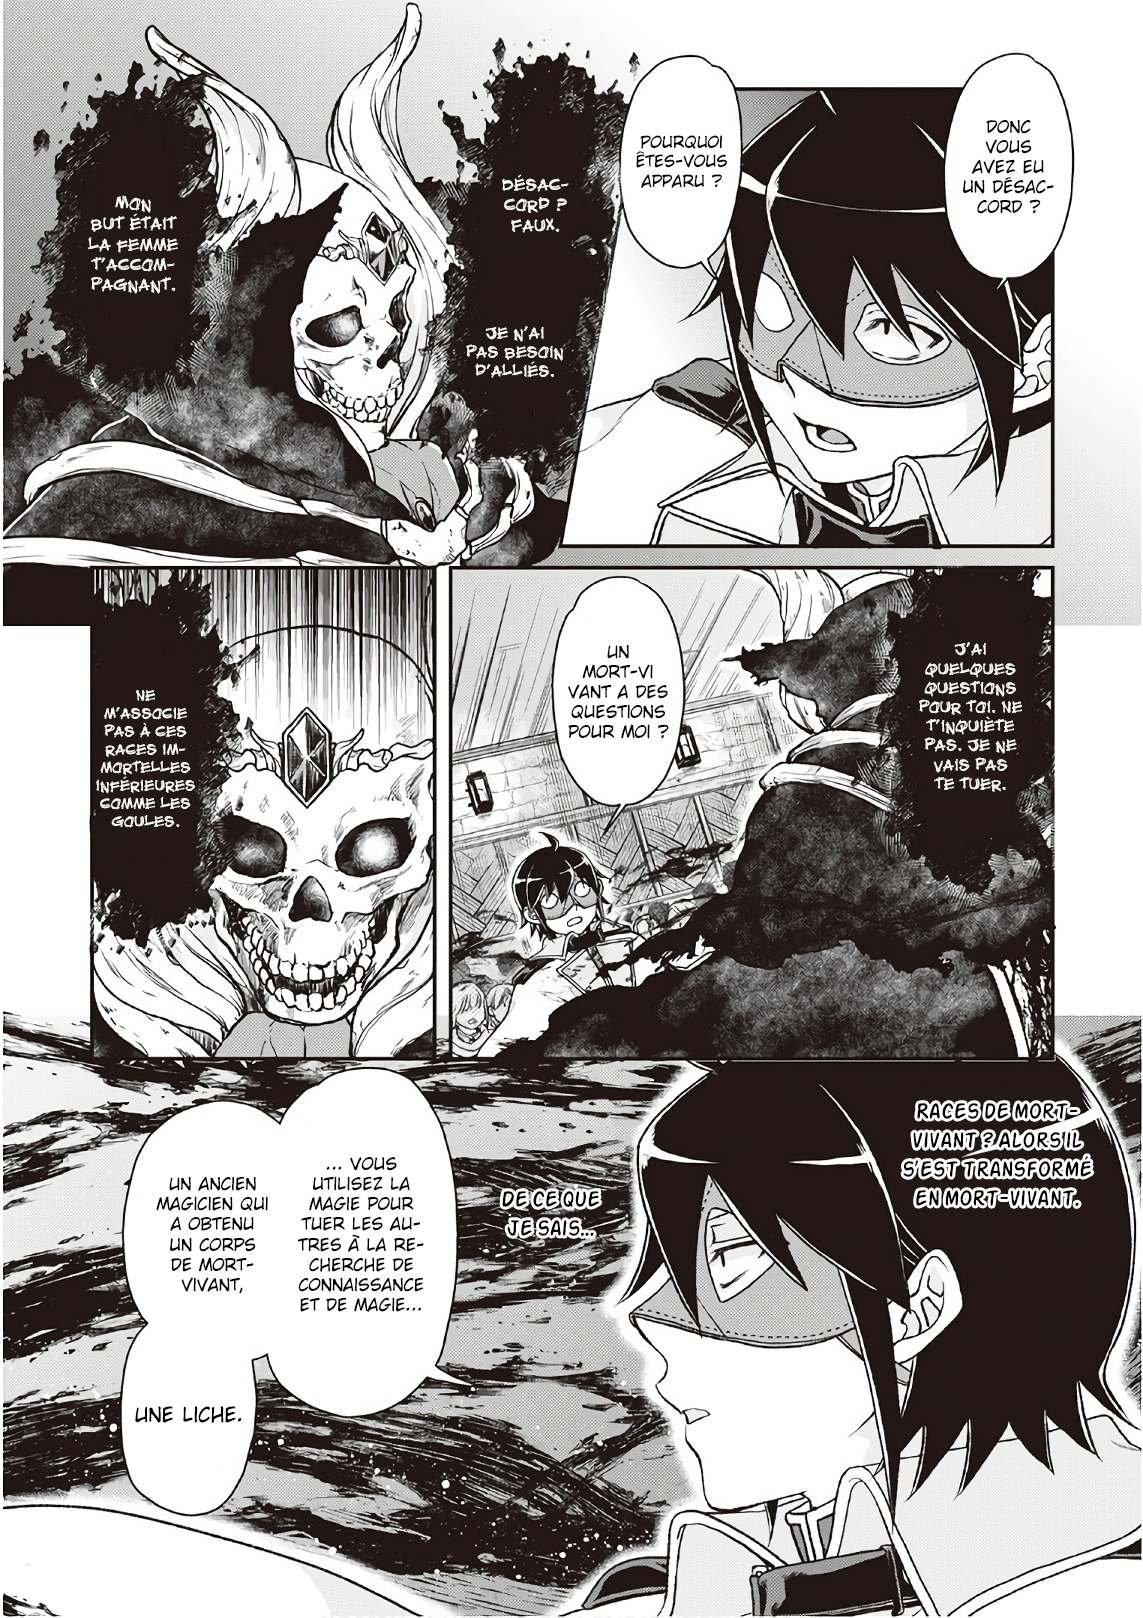 DONC
VOUS
AVEZ EU
UN DÉSAC-
CORD ?
POURQUOI
ÊTES-VOUS
APPARU ?
DÉSAC-
CORD ?
FAUX.
JE N'AI
PAS BESOIN
D'ALLIÉS.
MON
BUT ÉTAIT
LA FEMME
T'ACCOM-
PAGNANT.
J'AI
QUELQUES
QUESTIONS
POUR TOI. NE
T'INQUIÈTE
PAS. JE NE
VAIS PAS
TE TUER.
UN
MORT-VI
VANT A DES
QUESTIONS
POUR MOI ?
NE
M'ASSOCIE
PAS À CES
RACES IM-
MORTELLES
INFÉRIEURES
COMME LES
GOULES.
RACES DE MORT-
VIVANT ? ALORS IL
S'EST TRANSFORMÉ
EN MORT-VIVANT.
DE CE QUE
JE SAIS...
... VOUS
UTILISEZ LA
MAGIE POUR
TUER LES AU-
TRES À LA RE-
CHERCHE DE
CONNAISSANCE
ET DE MAGIE...
UN ANCIEN
MAGICIEN QUI
A OBTENU
UN CORPS
DE MORT-
VIVANT,
UNE LICHE.